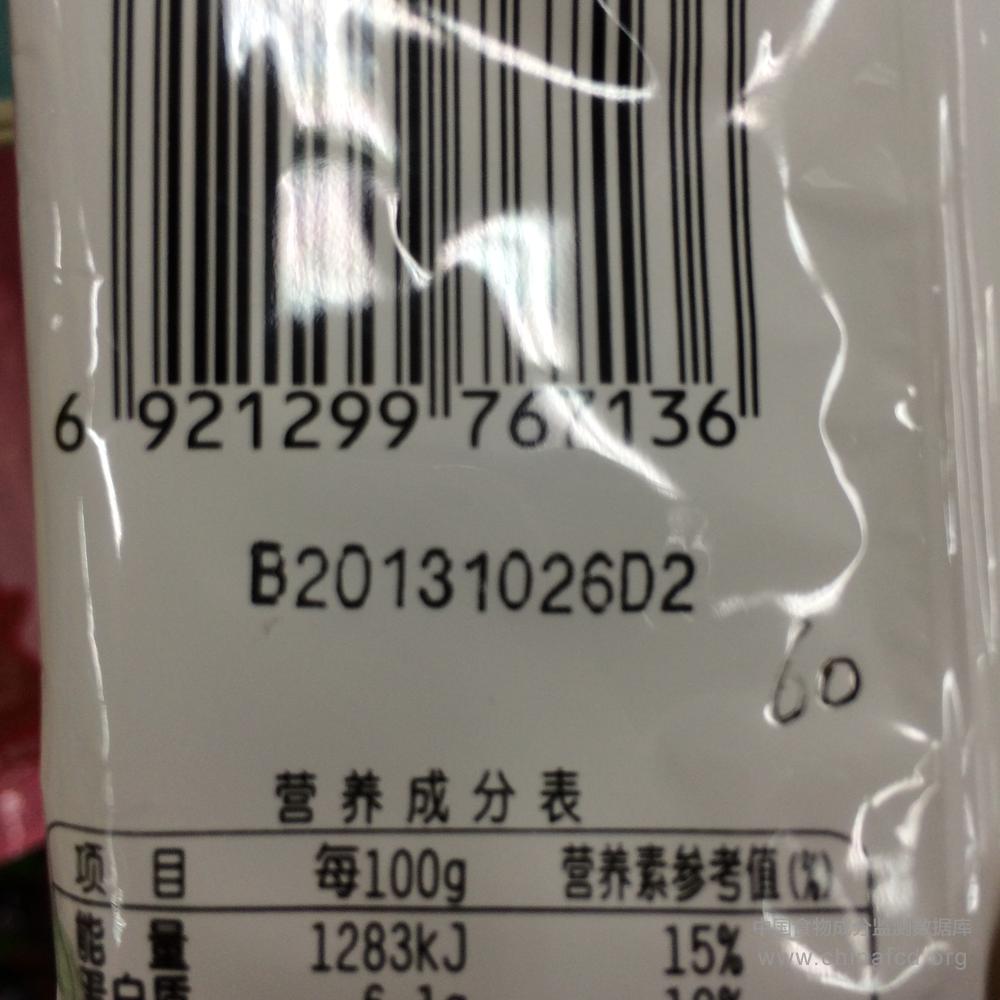 6 921299 767136
B20131026D2
60
营养成分表
项 目 每100g 营养素参考值(%)
能 量 1283kJ 15%
中国食物成分监测数据库
www.chinafcd.org